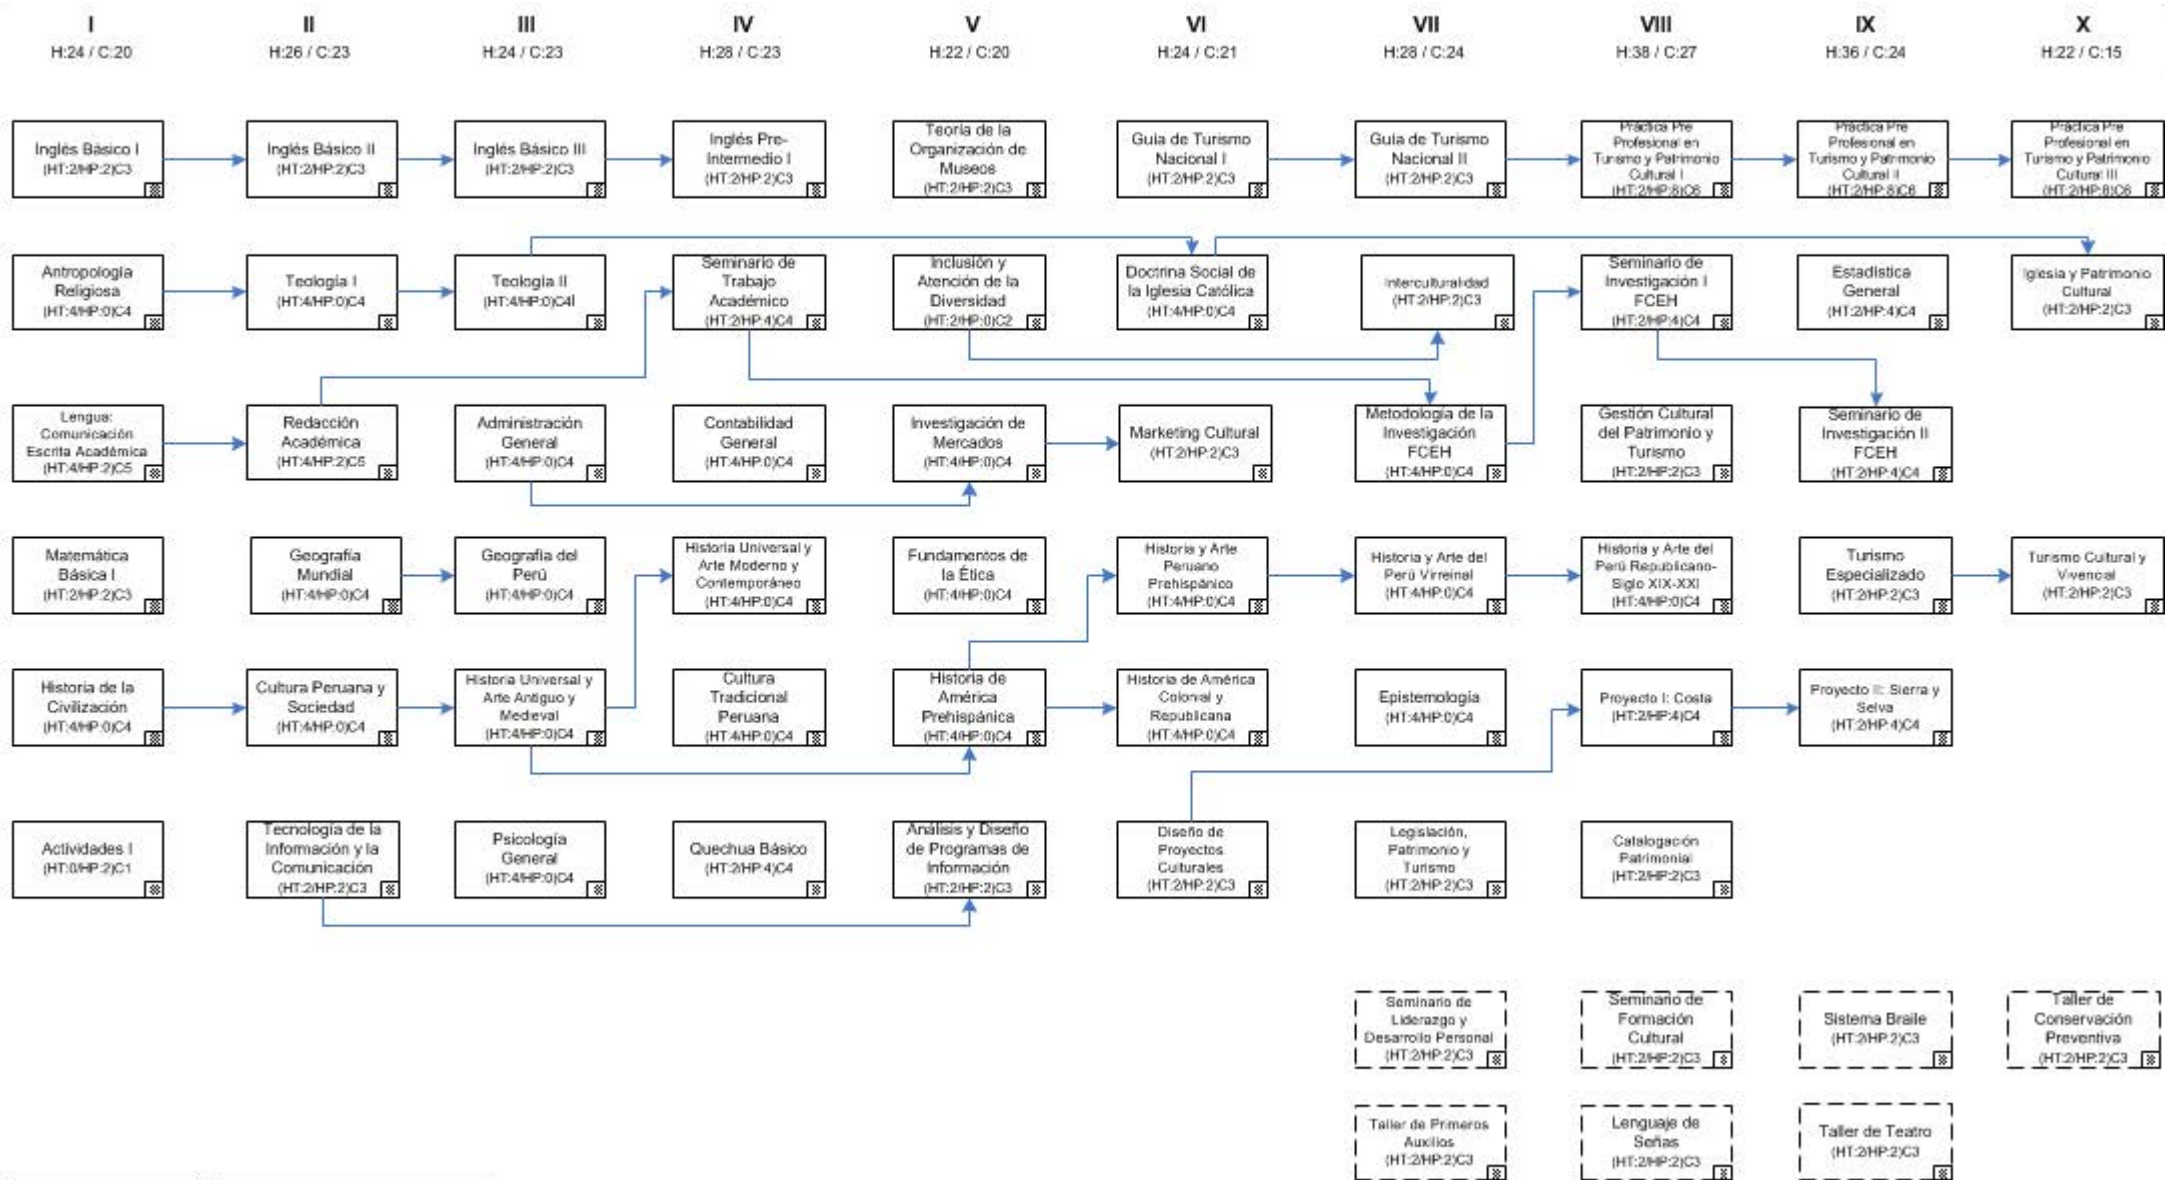 I
II
III
IV
V
VI
VII
VIII
IX
X
H:24 / C:20
H:26 / C:23
H:24 / C:23
H:28 / C:23
H:22 / C:20
H:24 / C:21
H:28 / C:24
H:38 / C:27
H:36 / C:24
H:22 / C:15
Inglés Básico I
(HT:2/HP:2)C3
Inglés Básico II
(HT:2/HP:2)C3
Inglés Básico III
(HT:2/HP:2)C3
Inglés Pre-
Intermedio I
(HT:2/HP:2)C3
Teoría de la
Organización de
Museos
(HT:2/HP:2)C3
Guía de Turismo
Nacional I
(HT:2/HP:2)C3
Guía de Turismo
Nacional II
(HT:2/HP:2)C3
Práctica Pre
Profesional en
Turismo y Patrimonio
Cultural I
(HT:2/HP:8)C6
Práctica Pre
Profesional en
Turismo y Patrimonio
Cultural II
(HT:2/HP:8)C6
Práctica Pre
Profesional en
Turismo y Patrimonio
Cultural III
(HT:2/HP:8)C6
Antropología
Religiosa
(HT:4/HP:0)C4
Teología I
(HT:4/HP:0)C4
Teología II
(HT:4/HP:0)C4l
Seminario de
Trabajo
Académico
(HT:2/HP:4)C4
Inclusión y
Atención de la
Diversidad
(HT:2/HP:0)C2
Doctrina Social de
la Iglesia Católica
(HT:4/HP:0)C4
Interculturalidad
(HT:2/HP:2)C3
Seminario de
Investigación I
FCEH
(HT:2/HP:4)C4
Estadística
General
(HT:2/HP:4)C4
Iglesia y Patrimonio
Cultural
(HT:2/HP:2)C3
Lengua:
Comunicación
Escrita Académica
(HT:4/HP:2)C5
Redacción
Académica
(HT:4/HP:2)C5
Administración
General
(HT:4/HP:0)C4
Contabilidad
General
(HT:4/HP:0)C4
Investigación de
Mercados
(HT:4/HP:0)C4
Marketing Cultural
(HT:2/HP:2)C3
Metodología de la
Investigación
FCEH
(HT:4/HP:0)C4
Gestión Cultural
del Patrimonio y
Turismo
(HT:2/HP:2)C3
Seminario de
Investigación II
FCEH
(HT:2/HP:4)C4
Matemática
Básica I
(HT:2/HP:2)C3
Geografía
Mundial
(HT:4/HP:0)C4
Geografía del
Perú
(HT:4/HP:0)C4
Historia Universal y
Arte Moderno y
Contemporáneo
(HT:4/HP:0)C4
Fundamentos de
la Ética
(HT:4/HP:0)C4
Historia y Arte
Peruano
Prehispánico
(HT:4/HP:0)C4
Historia y Arte del
Perú Virreinal
(HT:4/HP:0)C4
Historia y Arte del
Perú Republicano-
Siglo XIX-XXI
(HT:4/HP:0)C4
Turismo
Especializado
(HT:2/HP:2)C3
Turismo Cultural y
Vivencial
(HT:2/HP:2)C3
Historia de la
Civilización
(HT:4/HP:0)C4
Cultura Peruana y
Sociedad
(HT:4/HP:0)C4
Historia Universal y
Arte Antiguo y
Medieval
(HT:4/HP:0)C4
Cultura
Tradicional
Peruana
(HT:4/HP:0)C4
Historia de
América
Prehispánica
(HT:4/HP:0)C4
Historia de América
Colonial y
Republicana
(HT:4/HP:0)C4
Epistemología
(HT:4/HP:0)C4
Proyecto I: Costa
(HT:2/HP:4)C4
Proyecto II: Sierra y
Selva
(HT:2/HP:4)C4
Actividades I
(HT:0/HP:2)C1
Tecnología de la
Información y la
Comunicación
(HT:2/HP:2)C3
Psicología
General
(HT:4/HP:0)C4
Quechua Básico
(HT:2/HP:4)C4
Análisis y Diseño
de Programas de
Información
(HT:2/HP:2)C3
Diseño de
Proyectos
Culturales
(HT:2/HP:2)C3
Legislación,
Patrimonio y
Turismo
(HT:2/HP:2)C3
Catalogación
Patrimonial
(HT:2/HP:2)C3
Seminario de
Liderazgo y
Desarrollo Personal
(HT:2/HP:2)C3
Seminario de
Formación
Cultural
(HT:2/HP:2)C3
Sistema Braile
(HT:2/HP:2)C3
Taller de
Conservación
Preventiva
(HT:2/HP:2)C3
Taller de Primeros
Auxilios
(HT:2/HP:2)C3
Lenguaje de
Señas
(HT:2/HP:2)C3
Taller de Teatro
(HT:2/HP:2)C3